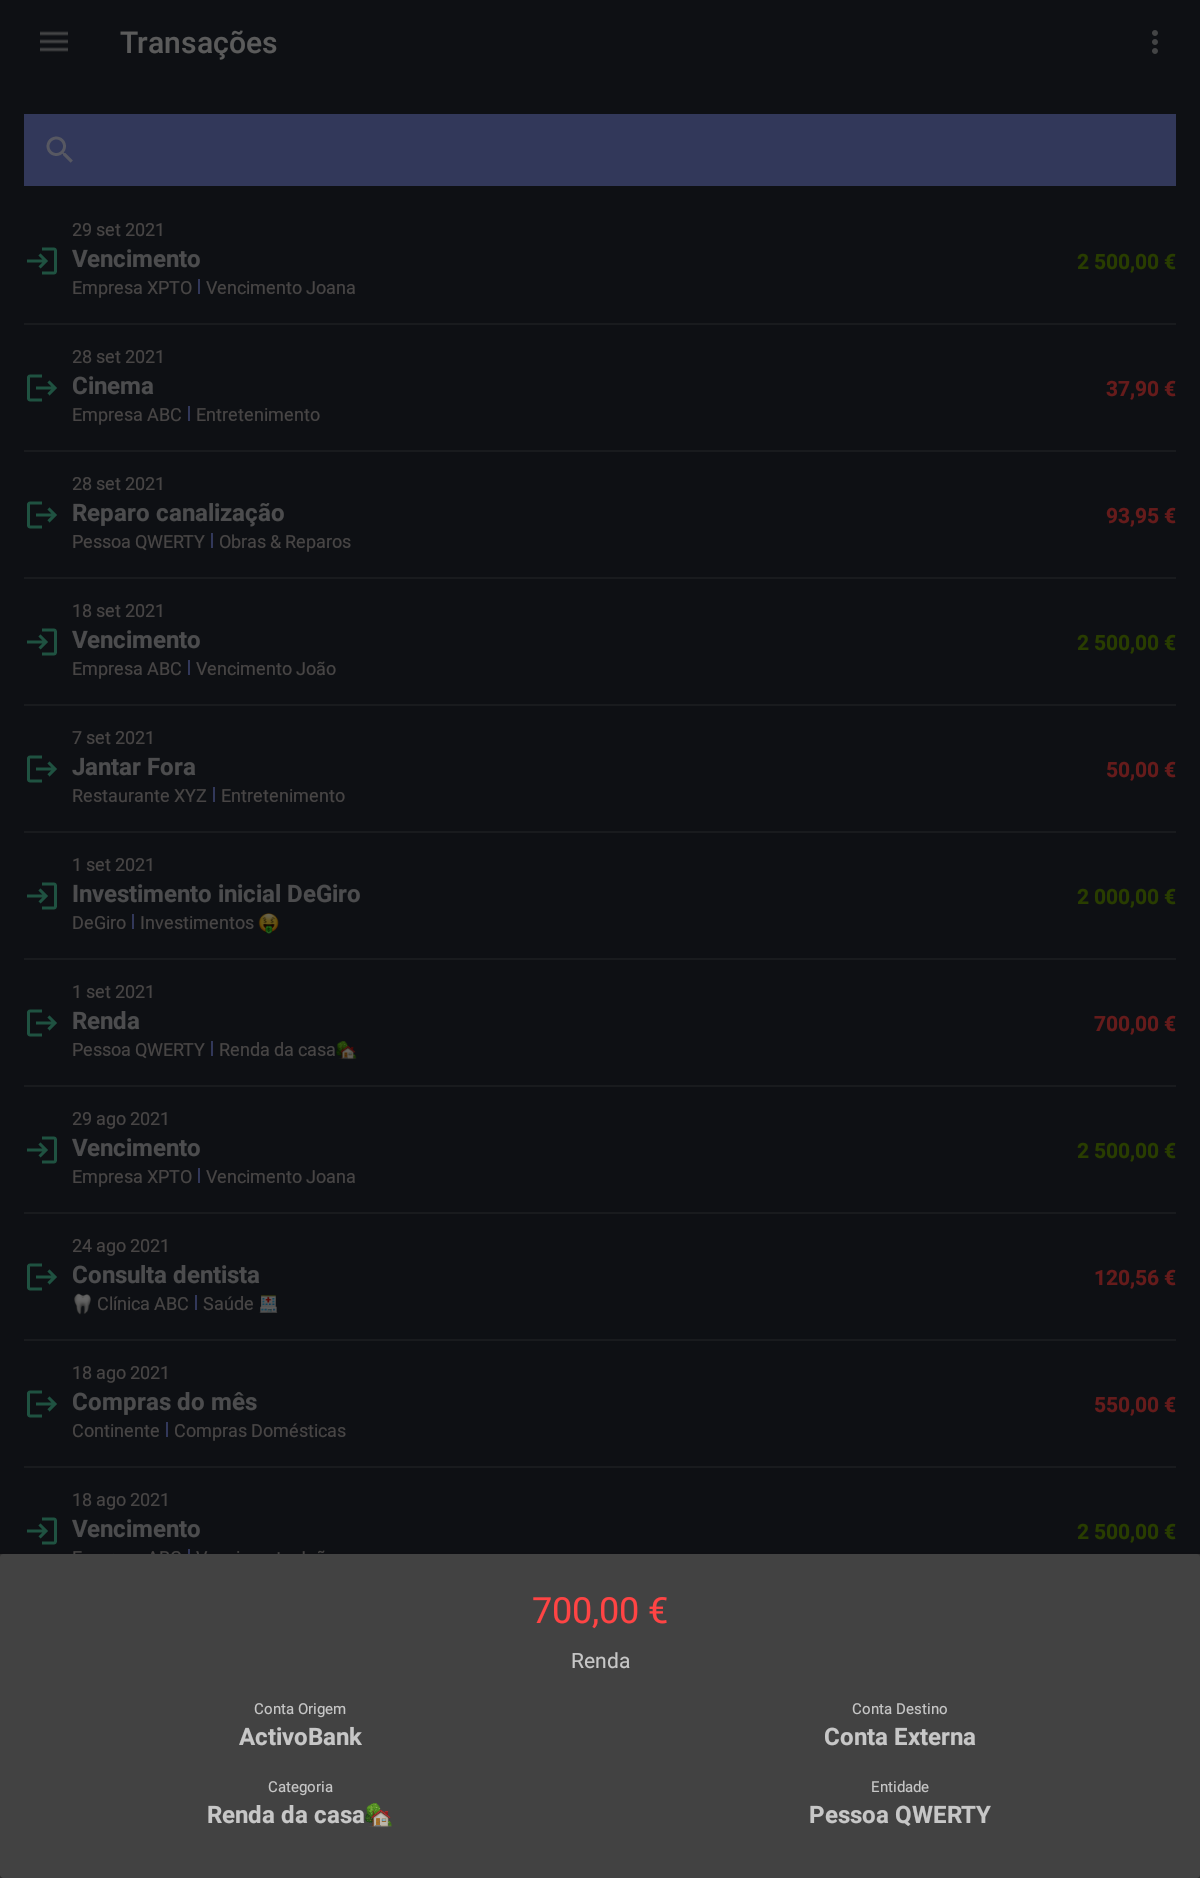 Transações
29 set 2021
Vencimento
Empresa XPTO | Vencimento Joana
2 500,00 €
28 set 2021
Cinema
Empresa ABC | Entretenimento
37,90 €
28 set 2021
Reparo canalização
Pessoa QWERTY | Obras & Reparos
93,95 €
18 set 2021
Vencimento
Empresa ABC | Vencimento João
2 500,00 €
7 set 2021
Jantar Fora
Restaurante XYZ | Entretenimento
50,00 €
1 set 2021
Investimento inicial DeGiro
DeGiro | Investimentos 🤑
2 000,00 €
1 set 2021
Renda
Pessoa QWERTY | Renda da casa🏡
700,00 €
29 ago 2021
Vencimento
Empresa XPTO | Vencimento Joana
2 500,00 €
24 ago 2021
Consulta dentista
🦷 Clínica ABC | Saúde 🏥
120,56 €
18 ago 2021
Compras do mês
Continente | Compras Domésticas
550,00 €
18 ago 2021
Vencimento
2 500,00 €
700,00 €
Renda
Conta Origem
ActivoBank
Conta Destino
Conta Externa
Categoria
Renda da casa🏡
Entidade
Pessoa QWERTY